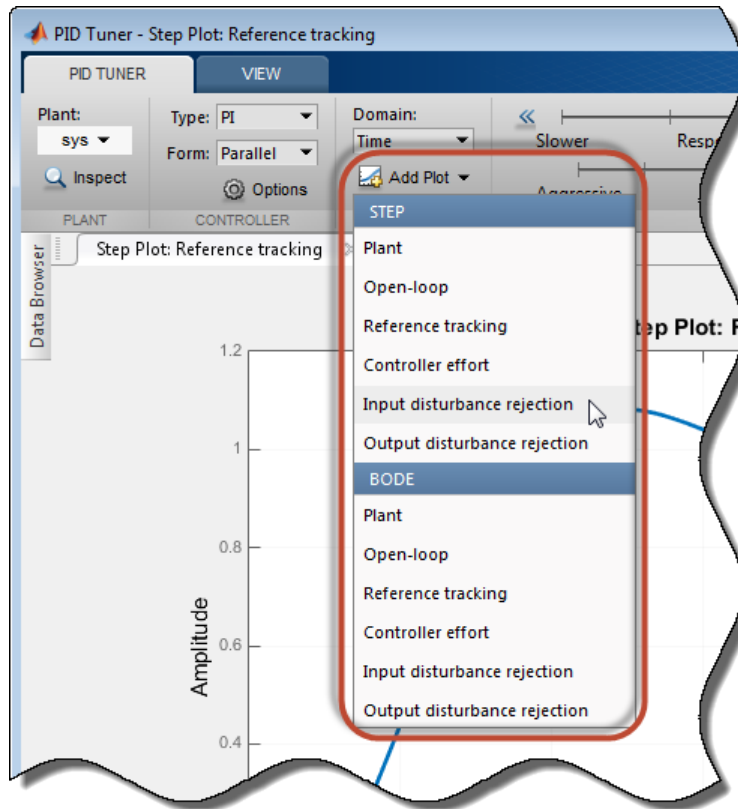 PID Tuner - Step Plot: Reference tracking
PID TUNER
VIEW
Plant:
sys
Inspect
PLANT
Type: PI
Form: Parallel
Options
CONTROLLER
Domain:
Time
Add Plot
Slower
STEP
Plant
Open-loop
Reference tracking
Controller effort
Input disturbance rejection
Output disturbance rejection
BODE
Plant
Open-loop
Reference tracking
Controller effort
Input disturbance rejection
Output disturbance rejection
Step Plot: Reference tracking
Data Browser
Plot:
1.2
1
0.8
0.6
0.4
Amplitude